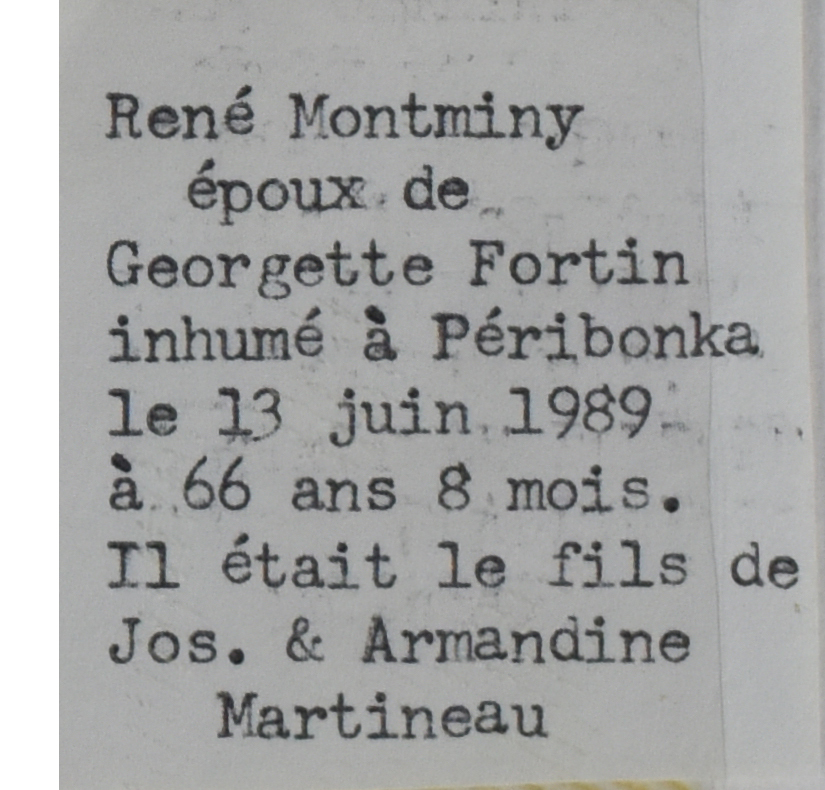 René Montminy
époux de
Georgette Fortin
inhumé à Péribonka
le 13 juin 1989
à 66 ans 8 mois.
Il était le fils de
Jos. & Armandine
Martineau